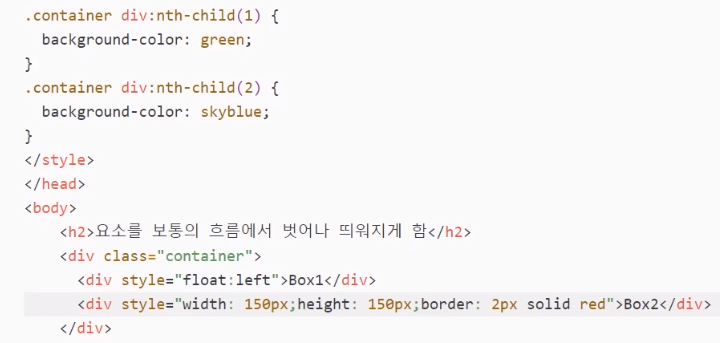 .container div:nth-child(1) {
background-color: green;
}
.container div:nth-child(2) {
background-color: skyblue;
}
</style>
</head>
<body>
<h2>요소를 보통의 흐름에서 벗어나 띄워지게 함</h2>
<div class="container">
<div style="float:left">Box1</div>
<div style="width: 150px;height: 150px;border: 2px solid red">Box2</div>
</div>